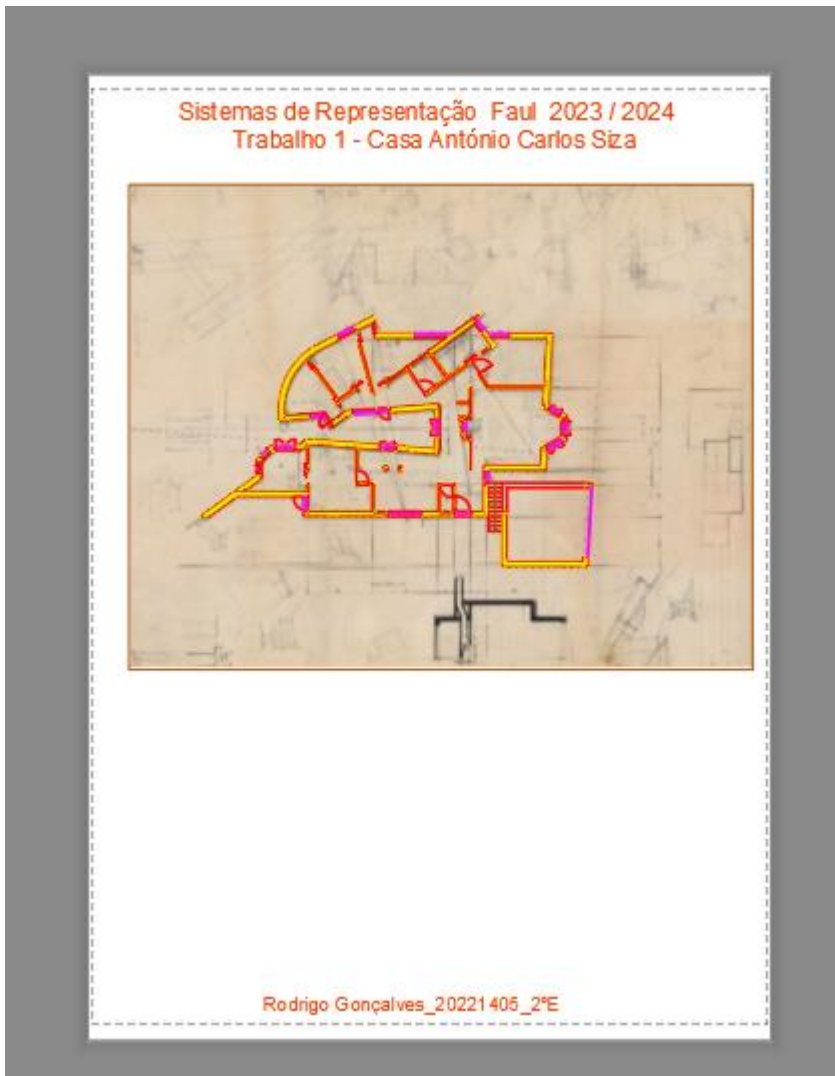 Sistemas de Representação Faul 2023 / 2024
Trabalho 1 - Casa António Carlos Siza
Rodrigo Gonçalves_20221405_2ºE